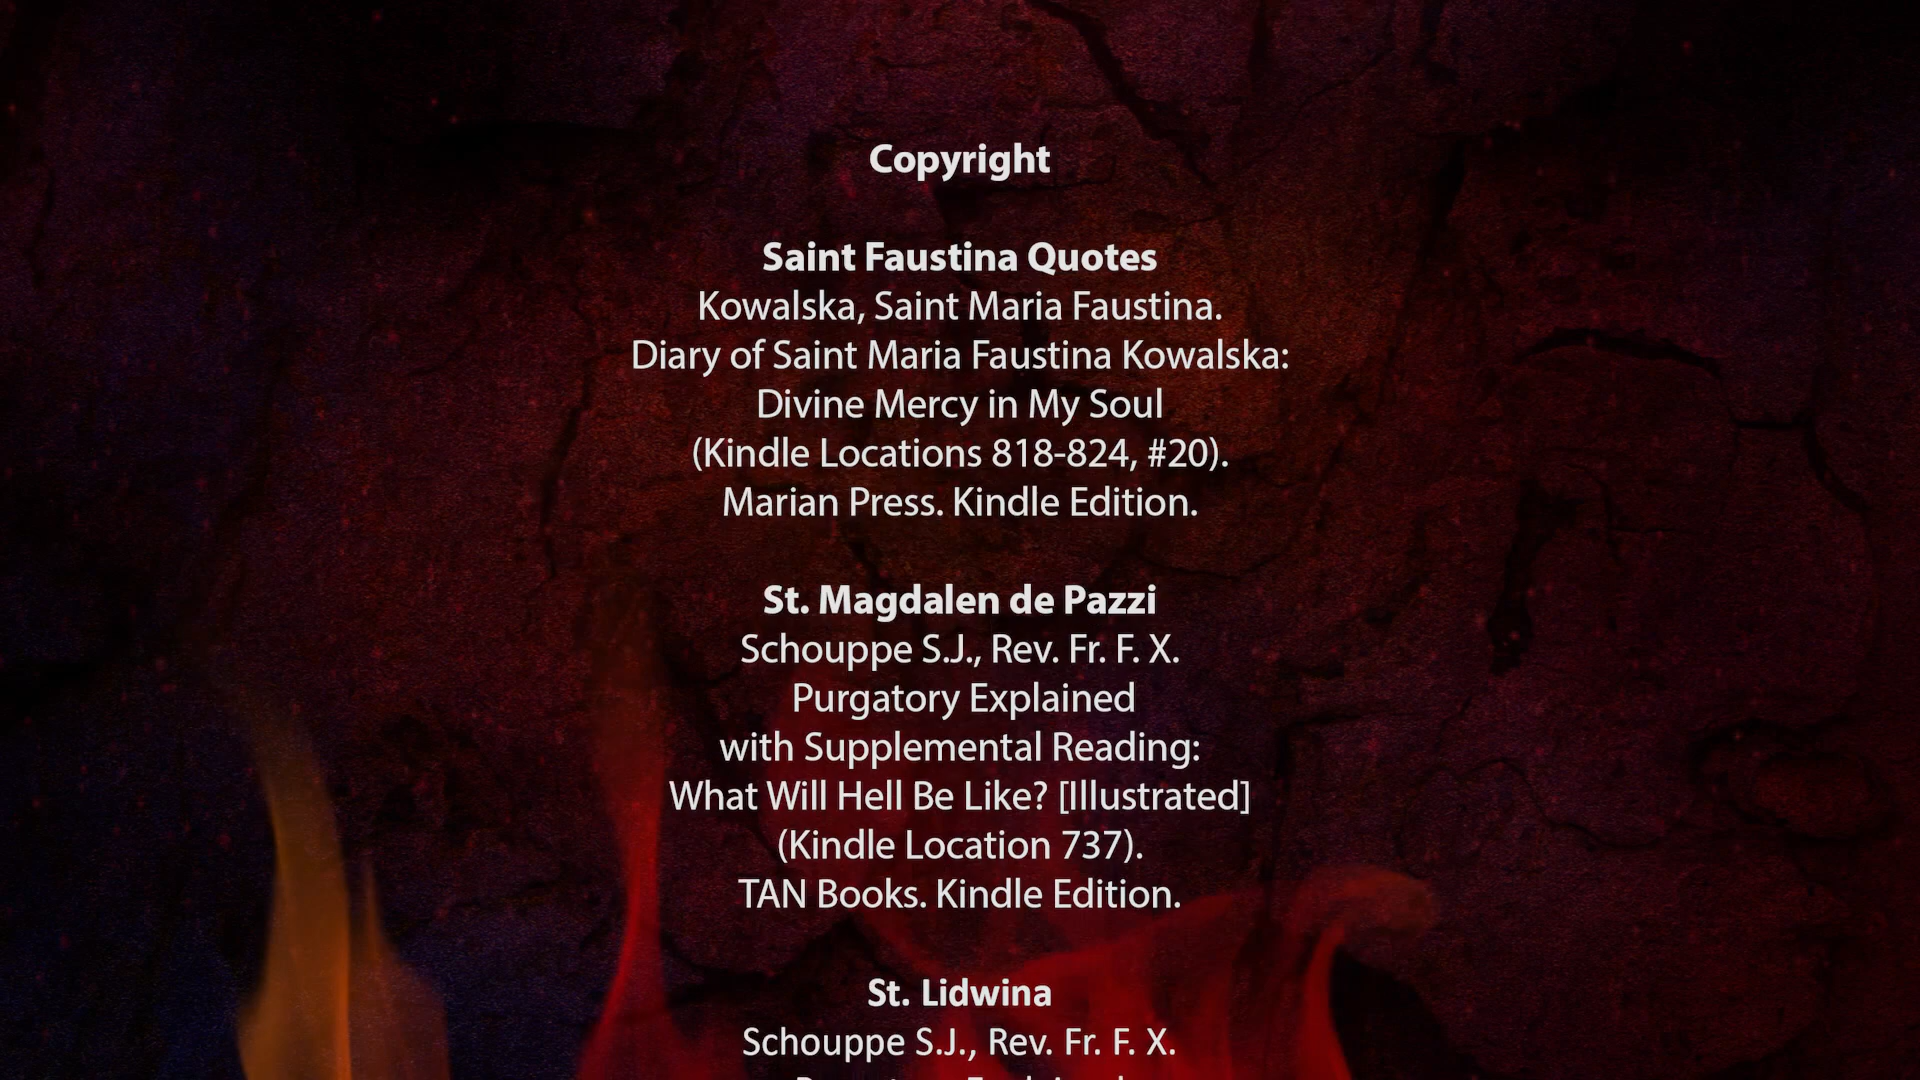 Copyright
Saint Faustina Quotes
Kowalska, Saint Maria Faustina.
Diary of Saint Maria Faustina Kowalska:
Divine Mercy in My Soul
(Kindle Locations 818-824, #20).
Marian Press. Kindle Edition.
St. Magdalen de Pazzi
Schouppe S.J., Rev. Fr. F. X.
Purgatory Explained
with Supplemental Reading:
What Will Hell Be Like? [Illustrated]
(Kindle Location 737).
TAN Books. Kindle Edition.
St. Lidwina
Schouppe S.J., Rev. Fr. F. X.